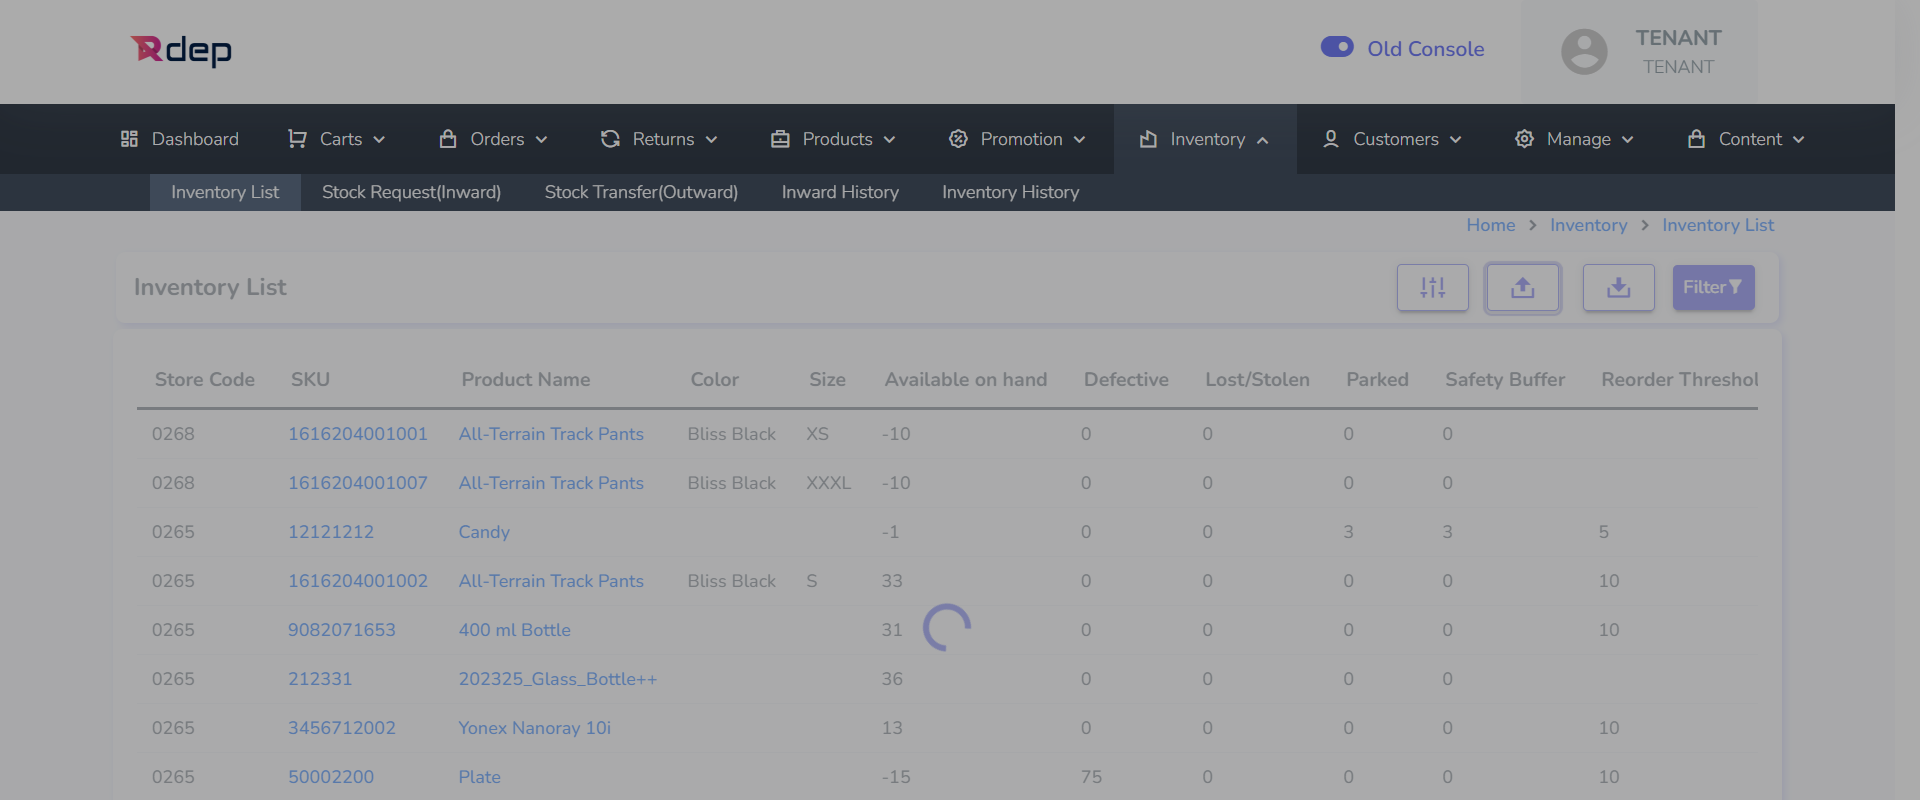 Rdep
Old Console
TENANT
TENANT
Dashboard Carts Orders Returns Products Promotion Inventory Customers Manage Content
Inventory List Stock Request(Inward) Stock Transfer(Outward) Inward History Inventory History
Home > Inventory > Inventory List
Inventory List Filter
Store Code SKU Product Name Color Size Available on hand Defective Lost/Stolen Parked Safety Buffer Reorder Threshol
0268 1616204001001 All-Terrain Track Pants Bliss Black XS -10 0 0 0 0
0268 1616204001007 All-Terrain Track Pants Bliss Black XXXL -10 0 0 0 0
0265 12121212 Candy -1 0 0 3 3 5
0265 1616204001002 All-Terrain Track Pants Bliss Black S 33 0 0 0 0 10
0265 9082071653 400 ml Bottle 31 0 0 0 0 10
0265 212331 202325_Glass_Bottle++ 36 0 0 0 0
0265 3456712002 Yonex Nanoray 10i 13 0 0 0 0 10
0265 50002200 Plate -15 75 0 0 0 10